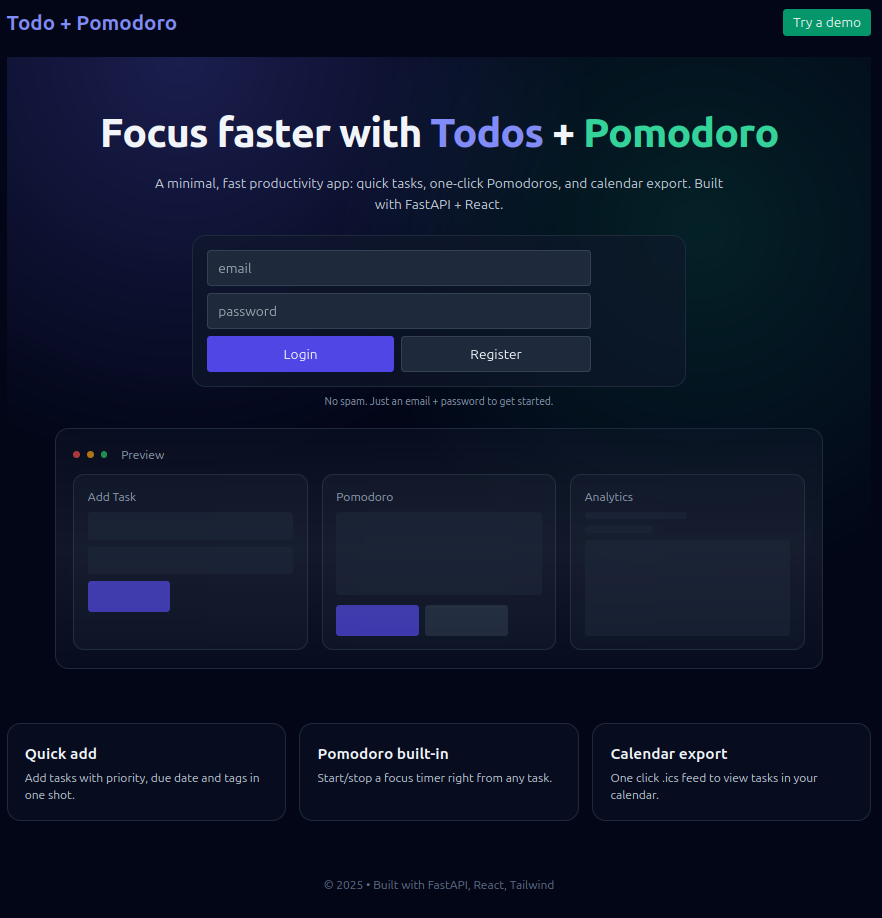 Todo + Pomodoro
Try a demo
Focus faster with Todos + Pomodoro
A minimal, fast productivity app: quick tasks, one-click Pomodoros, and calendar export. Built
with FastAPI + React.
email
password
Login
Register
No spam. Just an email + password to get started.
Preview
Add Task
Pomodoro
Analytics
Quick add
Add tasks with priority, due date and tags in
one shot.
Pomodoro built-in
Start/stop a focus timer right from any task.
Calendar export
One click .ics feed to view tasks in your
calendar.
© 2025 • Built with FastAPI, React, Tailwind